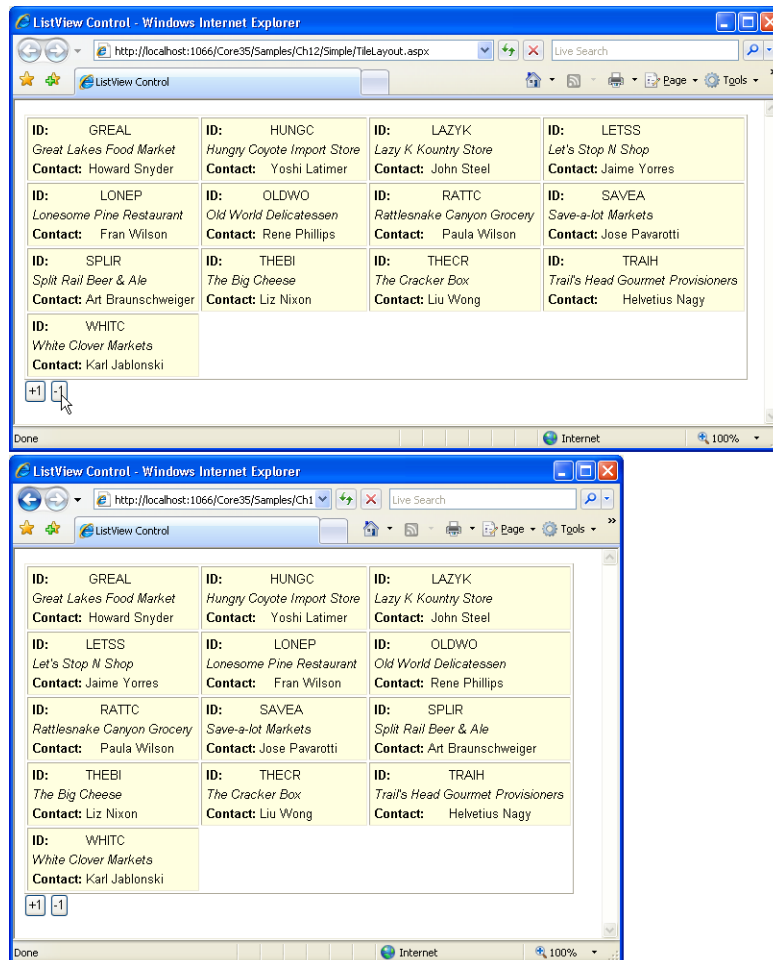 ListView Control - Windows Internet Explorer
http://localhost:1066/Core35/Samples/Ch12/Simple/TileLayout.aspx
Live Search
ListView Control
Page
Tools
»
ID: GREAL ID: HUNGC ID: LAZYK ID: LETSS
Great Lakes Food Market Hungry Coyote Import Store Lazy K Kountry Store Let's Stop N Shop
Contact: Howard Snyder Contact: Yoshi Latimer Contact: John Steel Contact: Jaime Yorres
ID: LONEP ID: OLDWO ID: RATTC ID: SAVEA
Lonesome Pine Restaurant Old World Delicatessen Rattlesnake Canyon Grocery Save-a-lot Markets
Contact: Fran Wilson Contact: Rene Phillips Contact: Paula Wilson Contact: Jose Pavarotti
ID: SPLIR ID: THEBI ID: THECR ID: TRAIH
Split Rail Beer & Ale The Big Cheese The Cracker Box Trail's Head Gourmet Provisioners
Contact: Art Braunschweiger Contact: Liz Nixon Contact: Liu Wong Contact: Helvetius Nagy
ID: WHITC
White Clover Markets
Contact: Karl Jablonski
+1 -1
Done Internet 100%
ListView Control - Windows Internet Explorer
http://localhost:1066/Core35/Samples/Ch1
Live Search
ListView Control
Page
Tools
»
ID: GREAL ID: HUNGC ID: LAZYK
Great Lakes Food Market Hungry Coyote Import Store Lazy K Kountry Store
Contact: Howard Snyder Contact: Yoshi Latimer Contact: John Steel
ID: LETSS ID: LONEP ID: OLDWO
Let's Stop N Shop Lonesome Pine Restaurant Old World Delicatessen
Contact: Jaime Yorres Contact: Fran Wilson Contact: Rene Phillips
ID: RATTC ID: SAVEA ID: SPLIR
Rattlesnake Canyon Grocery Save-a-lot Markets Split Rail Beer & Ale
Contact: Paula Wilson Contact: Jose Pavarotti Contact: Art Braunschweiger
ID: THEBI ID: THECR ID: TRAIH
The Big Cheese The Cracker Box Trail's Head Gourmet Provisioners
Contact: Liz Nixon Contact: Liu Wong Contact: Helvetius Nagy
ID: WHITC
White Clover Markets
Contact: Karl Jablonski
+1 -1
Done Internet 100%